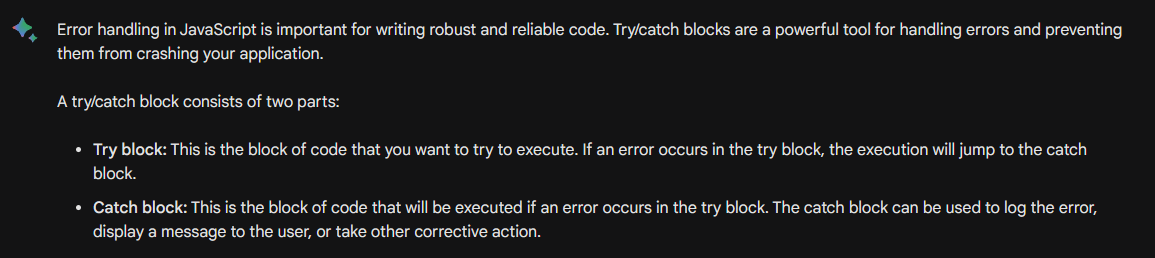 Error handling in JavaScript is important for writing robust and reliable code. Try/catch blocks are a powerful tool for handling errors and preventing
them from crashing your application.
A try/catch block consists of two parts:
• Try block: This is the block of code that you want to try to execute. If an error occurs in the try block, the execution will jump to the catch
block.
• Catch block: This is the block of code that will be executed if an error occurs in the try block. The catch block can be used to log the error,
display a message to the user, or take other corrective action.